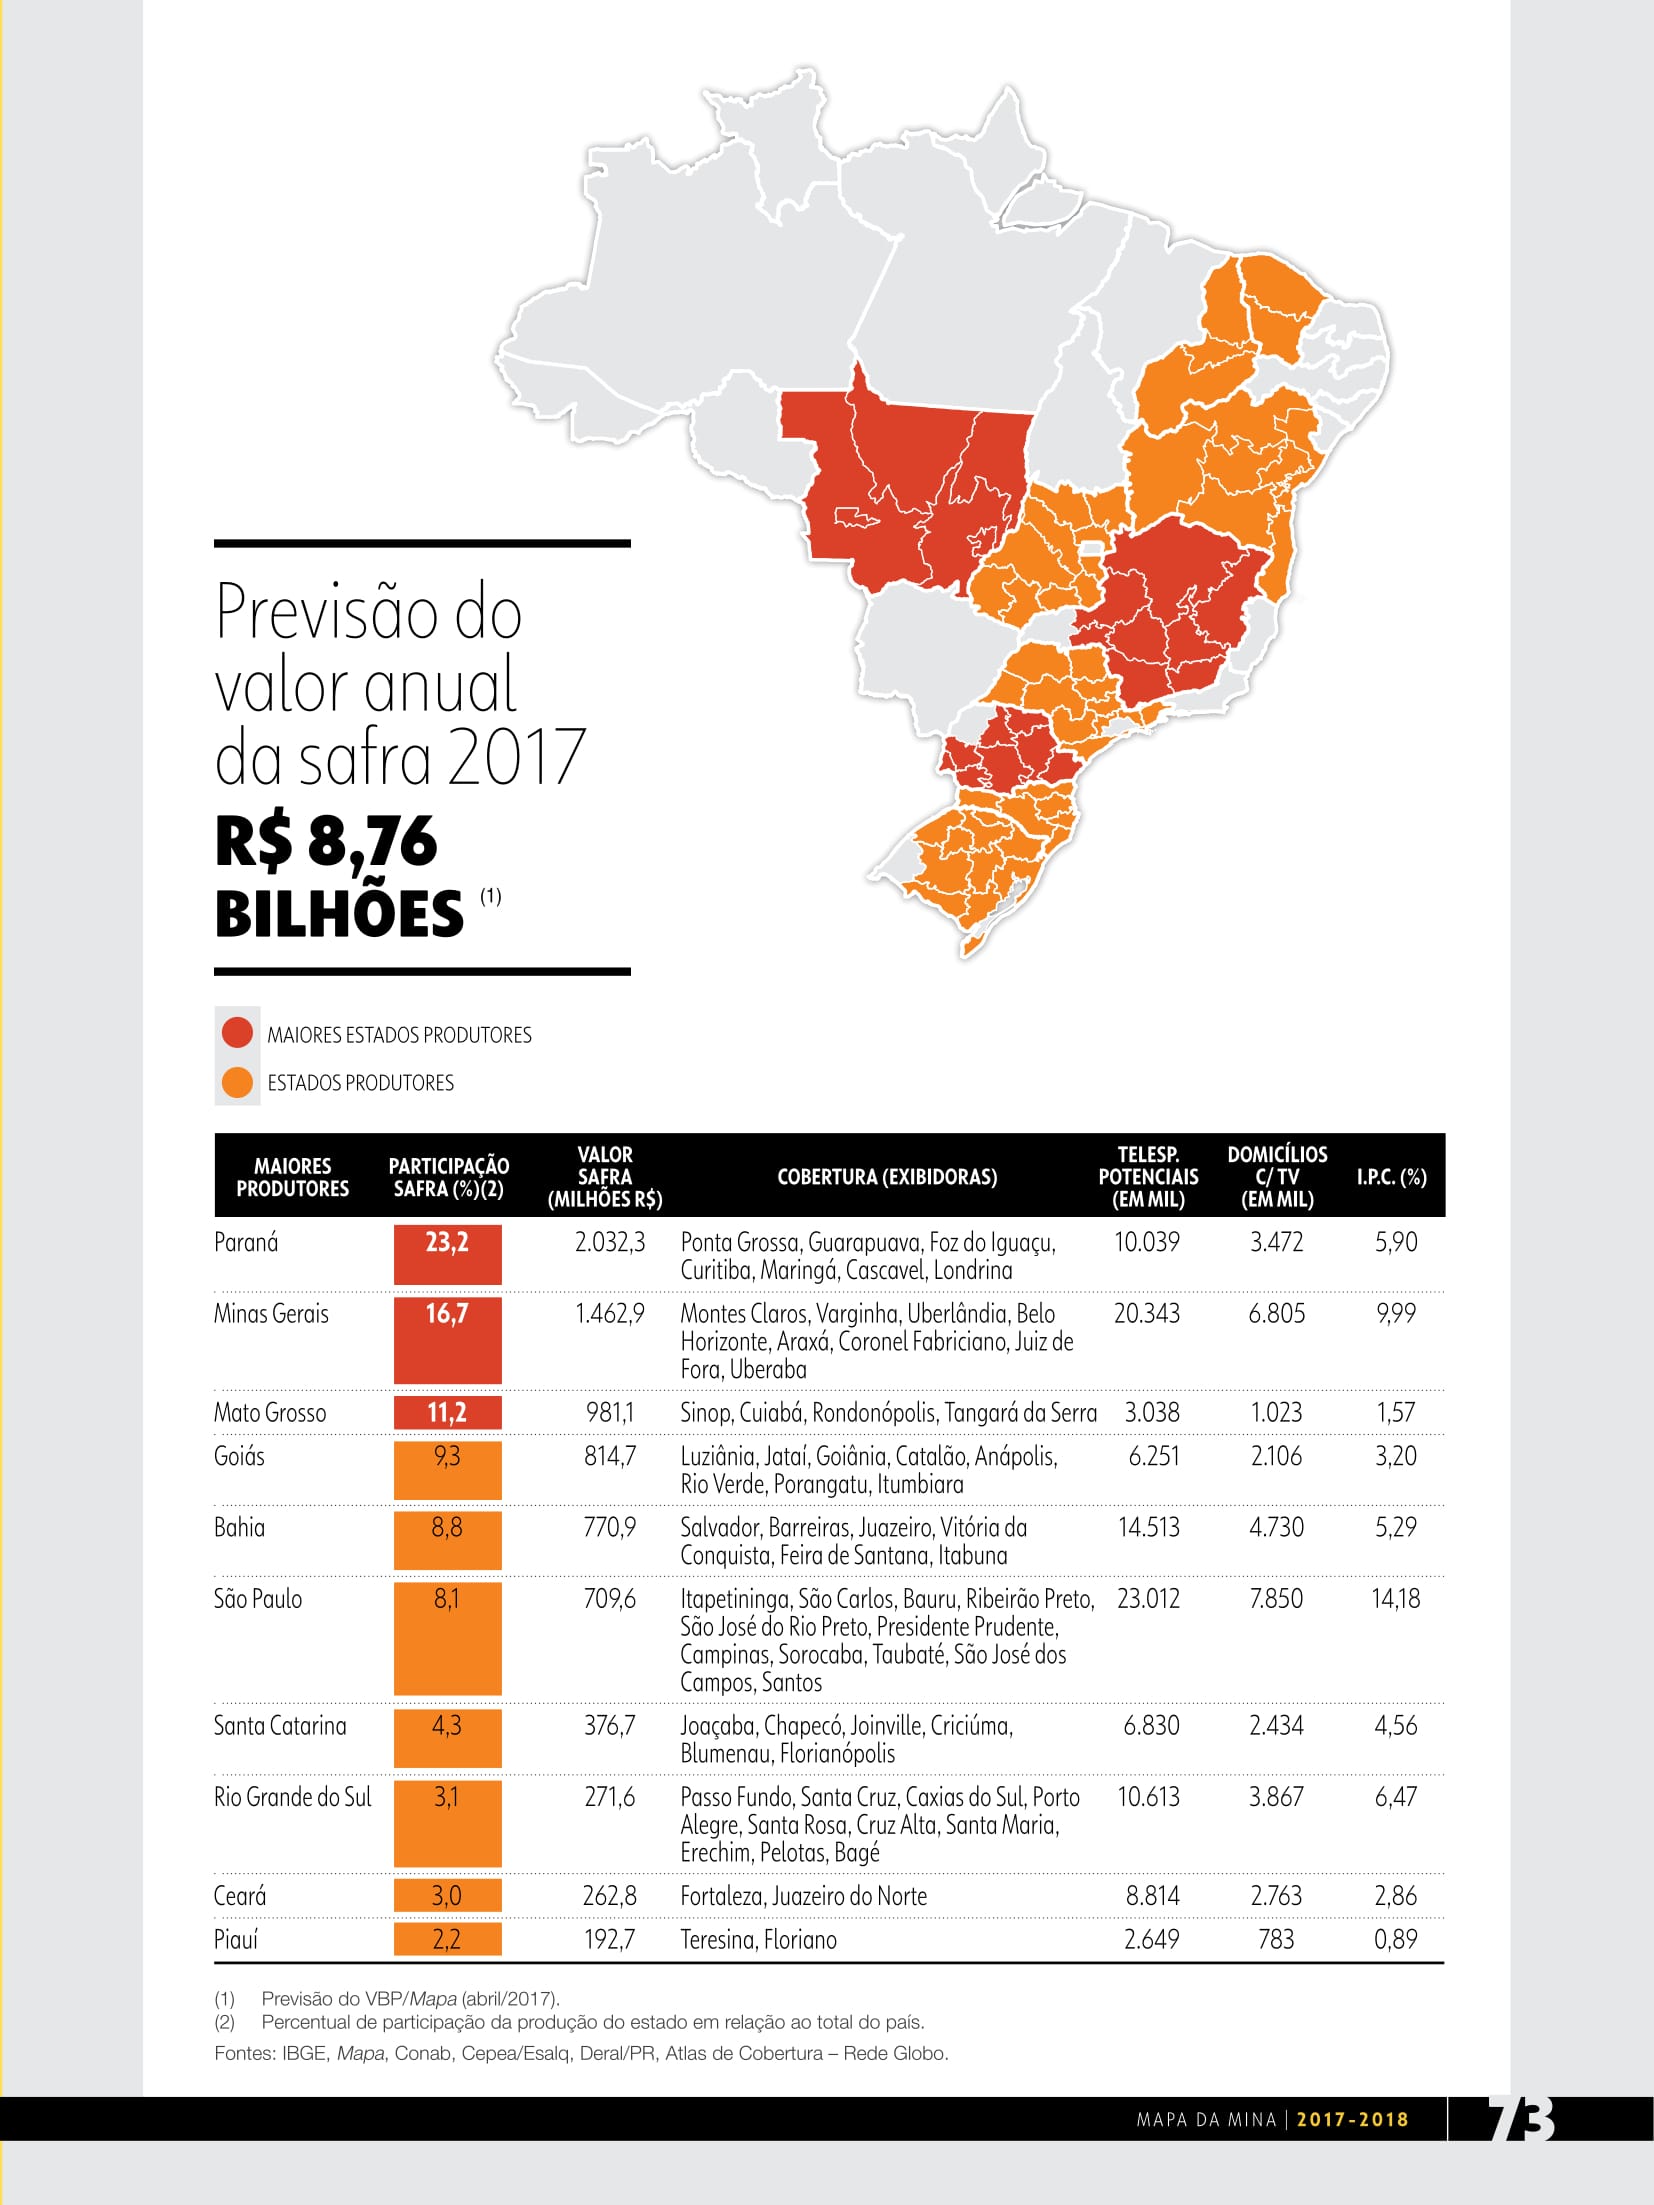 Previsão do
valor anual
da safra 2017
R$ 8,76
BILHÕES (1)
MAIORES ESTADOS PRODUTORES
ESTADOS PRODUTORES
MAIORES PRODUTORES PARTICIPAÇÃO SAFRA (%)(2) VALOR SAFRA (MILHÕES R$) COBERTURA (EXIBIDORAS) TELESP. POTENCIAIS (EM MIL) DOMICÍLIOS C/ TV (EM MIL) I.P.C. (%)
Paraná 23,2 2.032,3 Ponta Grossa, Guarapuava, Foz do Iguaçu, 10.039 3.472 5,90
Curitiba, Maringá, Cascavel, Londrina
Minas Gerais 16,7 1.462,9 Montes Claros, Varginha, Uberlândia, Belo 20.343 6.805 9,99
Horizonte, Araxá, Coronel Fabriciano, Juiz de
Fora, Uberaba
Mato Grosso 11,2 981,1 Sinop, Cuiabá, Rondonópolis, Tangará da Serra 3.038 1.023 1,57
Goiás 9,3 814,7 Luziânia, Jataí, Goiânia, Catalão, Anápolis, 6.251 2.106 3,20
Rio Verde, Porangatu, Itumbiara
Bahia 8,8 770,9 Salvador, Barreiras, Juazeiro, Vitória da 14.513 4.730 5,29
Conquista, Feira de Santana, Itabuna
São Paulo 8,1 709,6 Itapetininga, São Carlos, Bauru, Ribeirão Preto, 23.012 7.850 14,18
São José do Rio Preto, Presidente Prudente,
Campinas, Sorocaba, Taubaté, São José dos
Campos, Santos
Santa Catarina 4,3 376,7 Joaçaba, Chapecó, Joinville, Criciúma, 6.830 2.434 4,56
Blumenau, Florianópolis
Rio Grande do Sul 3,1 271,6 Passo Fundo, Santa Cruz, Caxias do Sul, Porto 10.613 3.867 6,47
Alegre, Santa Rosa, Cruz Alta, Santa Maria,
Erechim, Pelotas, Bagé
Ceará 3,0 262,8 Fortaleza, Juazeiro do Norte 8.814 2.763 2,86
Piauí 2,2 192,7 Teresina, Floriano 2.649 783 0,89
(1) Previsão do VBP/Mapa (abril/2017).
(2) Percentual de participação da produção do estado em relação ao total do país.
Fontes: IBGE, Mapa, Conab, Cepea/Esalq, Deral/PR, Atlas de Cobertura – Rede Globo.
MAPA DA MINA | 2017-2018 73